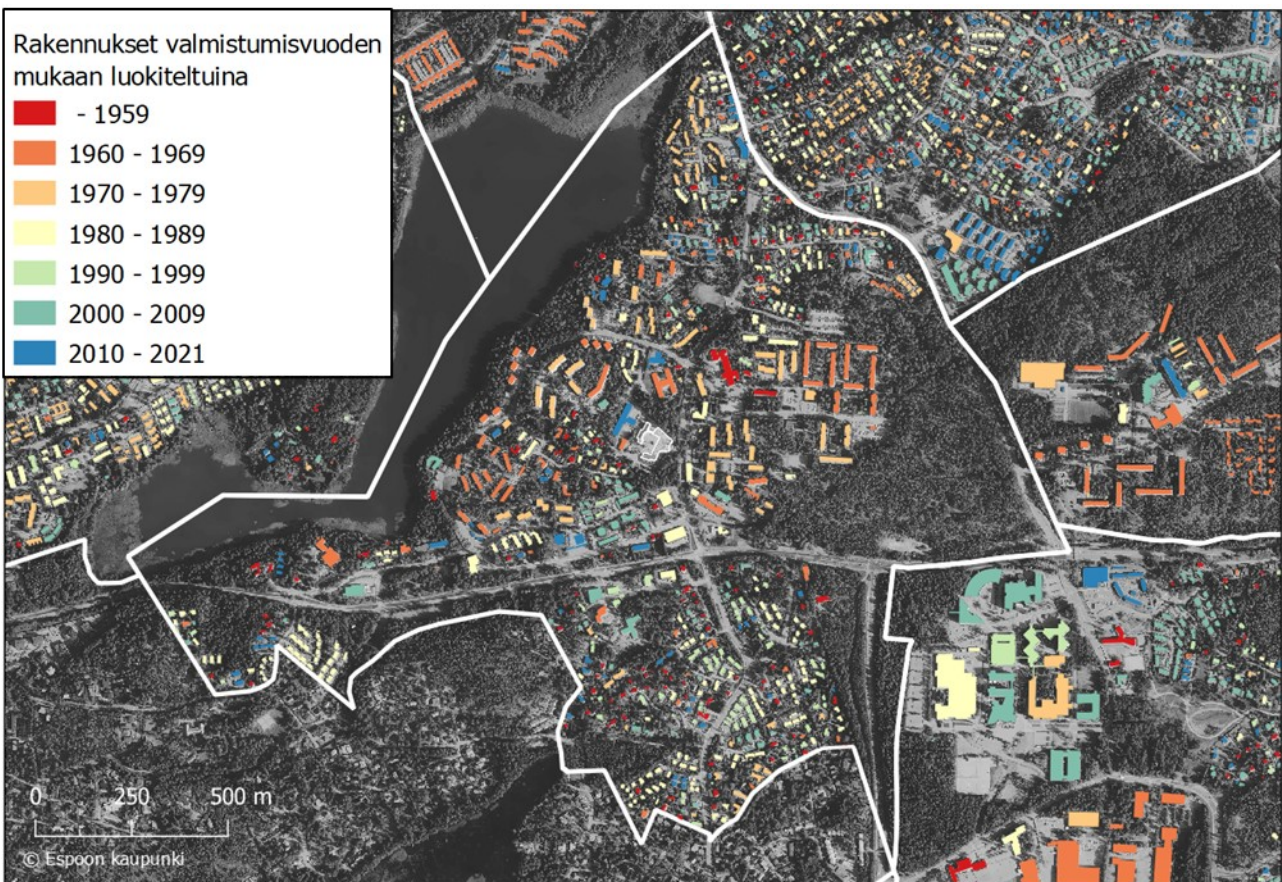 Rakennukset valmistumisvuoden
mukaan luokiteltuina
- 1959
1960 - 1969
1970 - 1979
1980 - 1989
1990 - 1999
2000 - 2009
2010 - 2021
0 250 500 m
© Espoon kaupunki